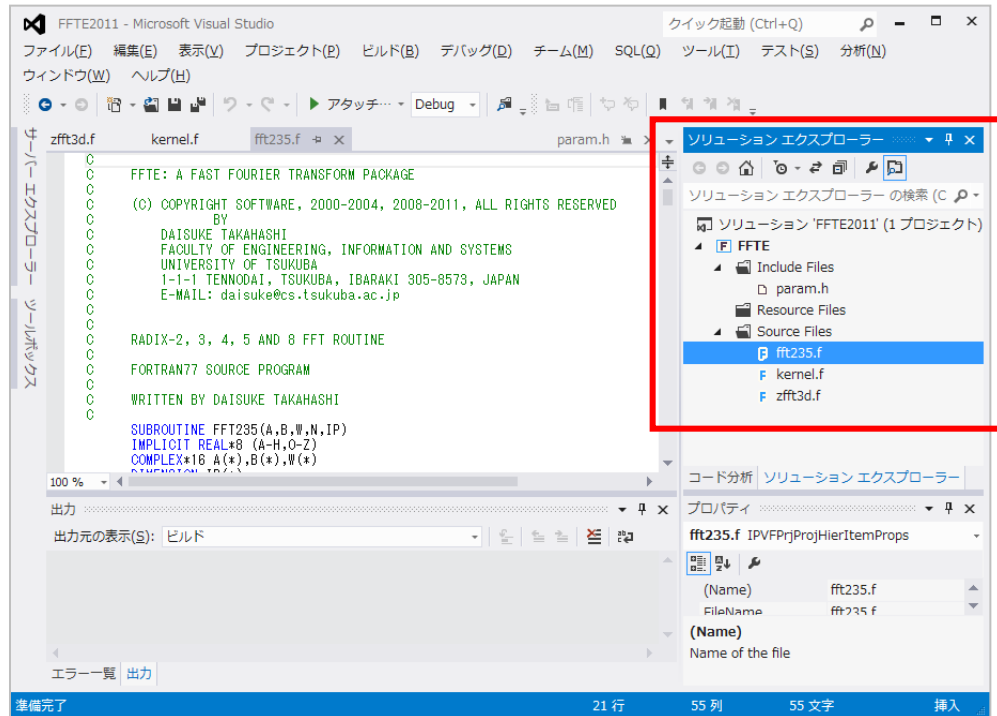 FFTE2011 - Microsoft Visual Studio
クイック起動 (Ctrl+Q)
ファイル(F) 編集(E) 表示(V) プロジェクト(P) ビルド(B) デバッグ(D) チーム(M) SQL(Q) ツール(T) テスト(S) 分析(N)
ウィンドウ(W) ヘルプ(H)
アタッチ… Debug
サーバー エクスプローラー ツールボックス
zfft3d.f kernel.f fft235.f param.h
C
C FFTE: A FAST FOURIER TRANSFORM PACKAGE
C
C (C) COPYRIGHT SOFTWARE, 2000-2004, 2008-2011, ALL RIGHTS RESERVED
C BY
C DAISUKE TAKAHASHI
C FACULTY OF ENGINEERING, INFORMATION AND SYSTEMS
C UNIVERSITY OF TSUKUBA
C 1-1-1 TENNODAI, TSUKUBA, IBARAKI 305-8573, JAPAN
C E-MAIL: daisuke@cs.tsukuba.ac.jp
C
C
C RADIX-2, 3, 4, 5 AND 8 FFT ROUTINE
C
C FORTRAN77 SOURCE PROGRAM
C
C WRITTEN BY DAISUKE TAKAHASHI
C
SUBROUTINE FFT235(A,B,W,N,IP)
IMPLICIT REAL*8 (A-H,O-Z)
COMPLEX*16 A(*),B(*),W(*)
DIMENSION IP(*)
100 %
出力
出力元の表示(S): ビルド
エラー一覧 出力
ソリューション エクスプローラー
ソリューション エクスプローラー の検索 (C
ソリューション 'FFTE2011' (1 プロジェクト)
FFTE
Include Files
param.h
Resource Files
Source Files
fft235.f
kernel.f
zfft3d.f
コード分析 ソリューション エクスプローラー
プロパティ
fft235.f IPVFPrjProjHierItemProps
(Name) fft235.f
FileName fft235.f
(Name)
Name of the file
準備完了 21 行 55 列 55 文字 挿入